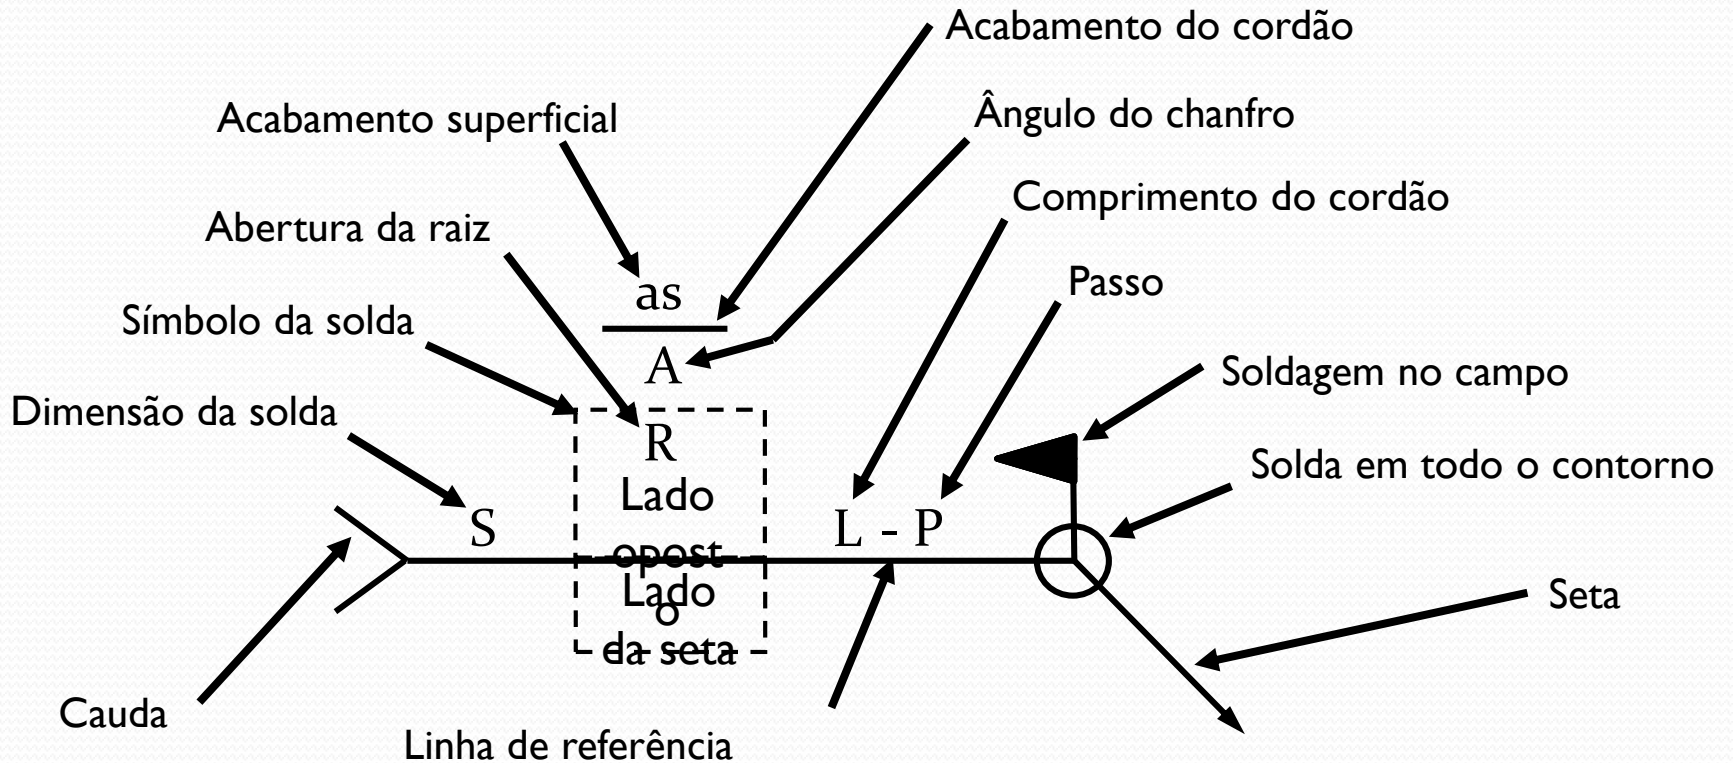 Acabamento do cordão
Ângulo do chanfro
Acabamento superficial
Comprimento do cordão
Abertura da raiz
Passo
as
Símbolo da solda
A
Soldagem no campo
Dimensão da solda
R
Solda em todo o contorno
Lado
S
L - P
opost
o
Lado
da seta
Seta
Cauda
Linha de referência